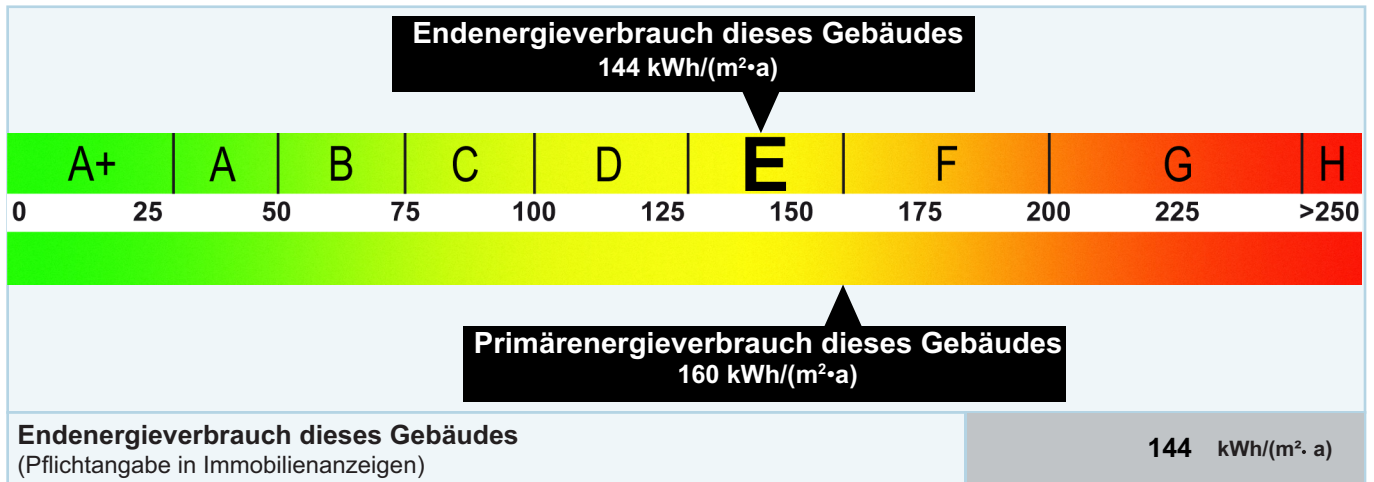 Endenergieverbrauch dieses Gebäudes
144 kWh/(m²•a)
A+ A B C D E F G H
0 25 50 75 100 125 150 175 200 225 >250
Primärenergieverbrauch dieses Gebäudes
160 kWh/(m²•a)
Endenergieverbrauch dieses Gebäudes 144 kWh/(m²· a)
(Pflichtangabe in Immobilienanzeigen)